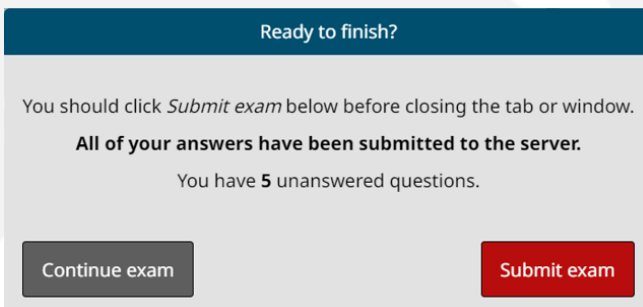 Ready to finish?
You should click Submit exam below before closing the tab or window.
All of your answers have been submitted to the server.
You have 5 unanswered questions.
Continue exam
Submit exam